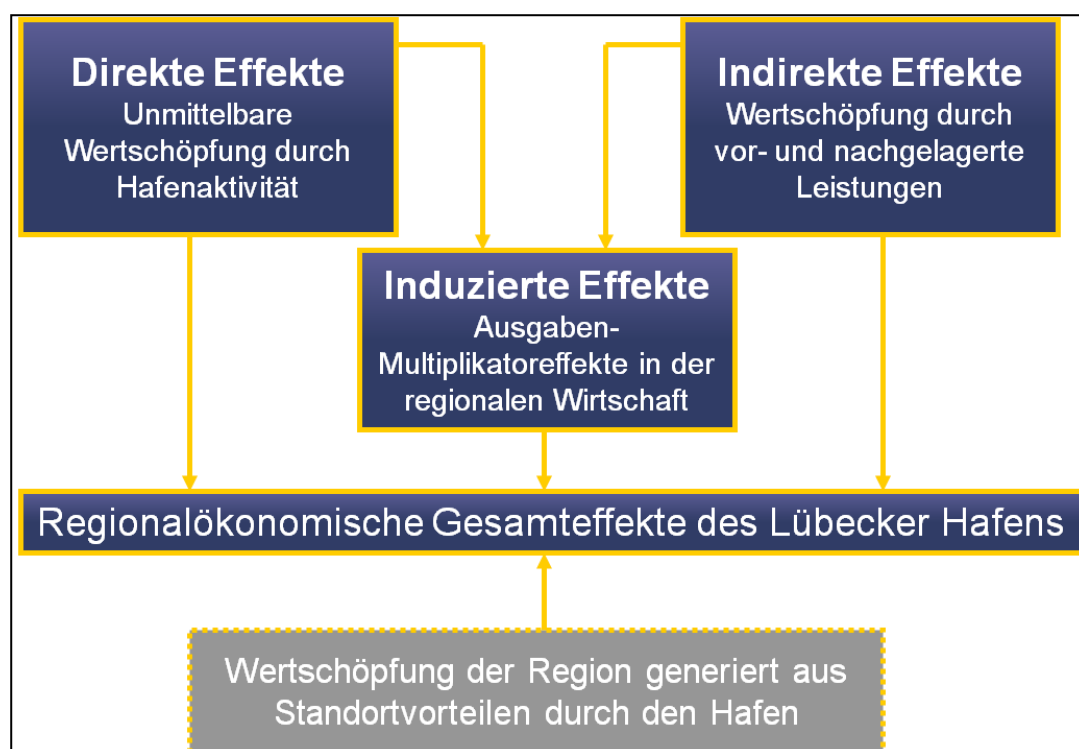 Direkte Effekte
Unmittelbare
Wertschöpfung durch
Hafenaktivität
Indirekte Effekte
Wertschöpfung durch
vor- und nachgelagerte
Leistungen
Induzierte Effekte
Ausgaben-
Multiplikatoreffekte in der
regionalen Wirtschaft
Regionalökonomische Gesamteffekte des Lübecker Hafens
Wertschöpfung der Region generiert aus
Standortvorteilen durch den Hafen